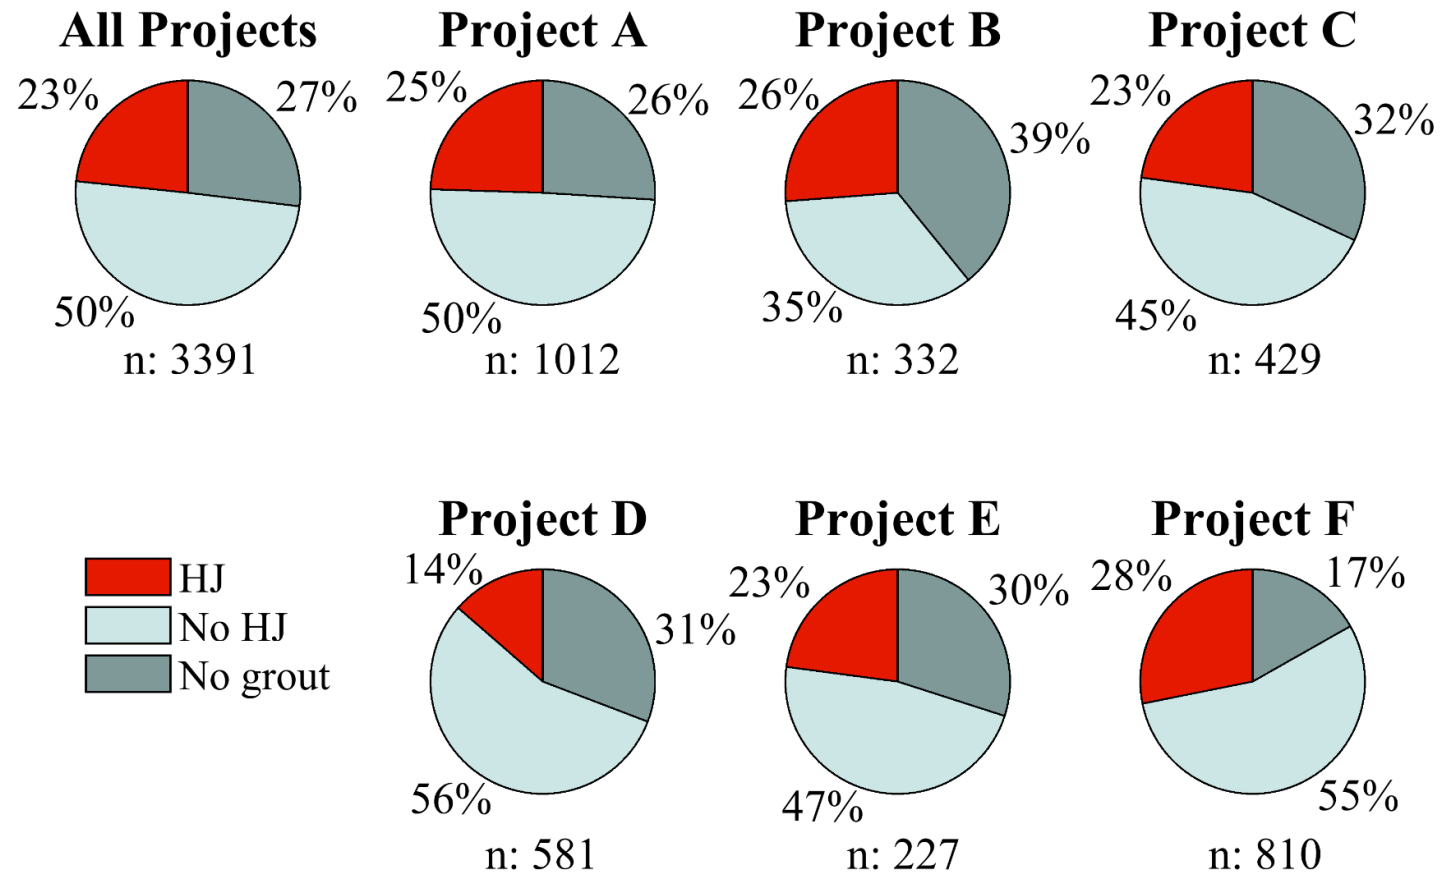 All Projects
23%
27%
50%
n: 3391
Project A
25%
26%
50%
n: 1012
Project B
26%
39%
35%
n: 332
Project C
23%
32%
45%
n: 429
HJ
No HJ
No grout
Project D
14%
31%
56%
n: 581
Project E
23%
30%
47%
n: 227
Project F
28%
17%
55%
n: 810